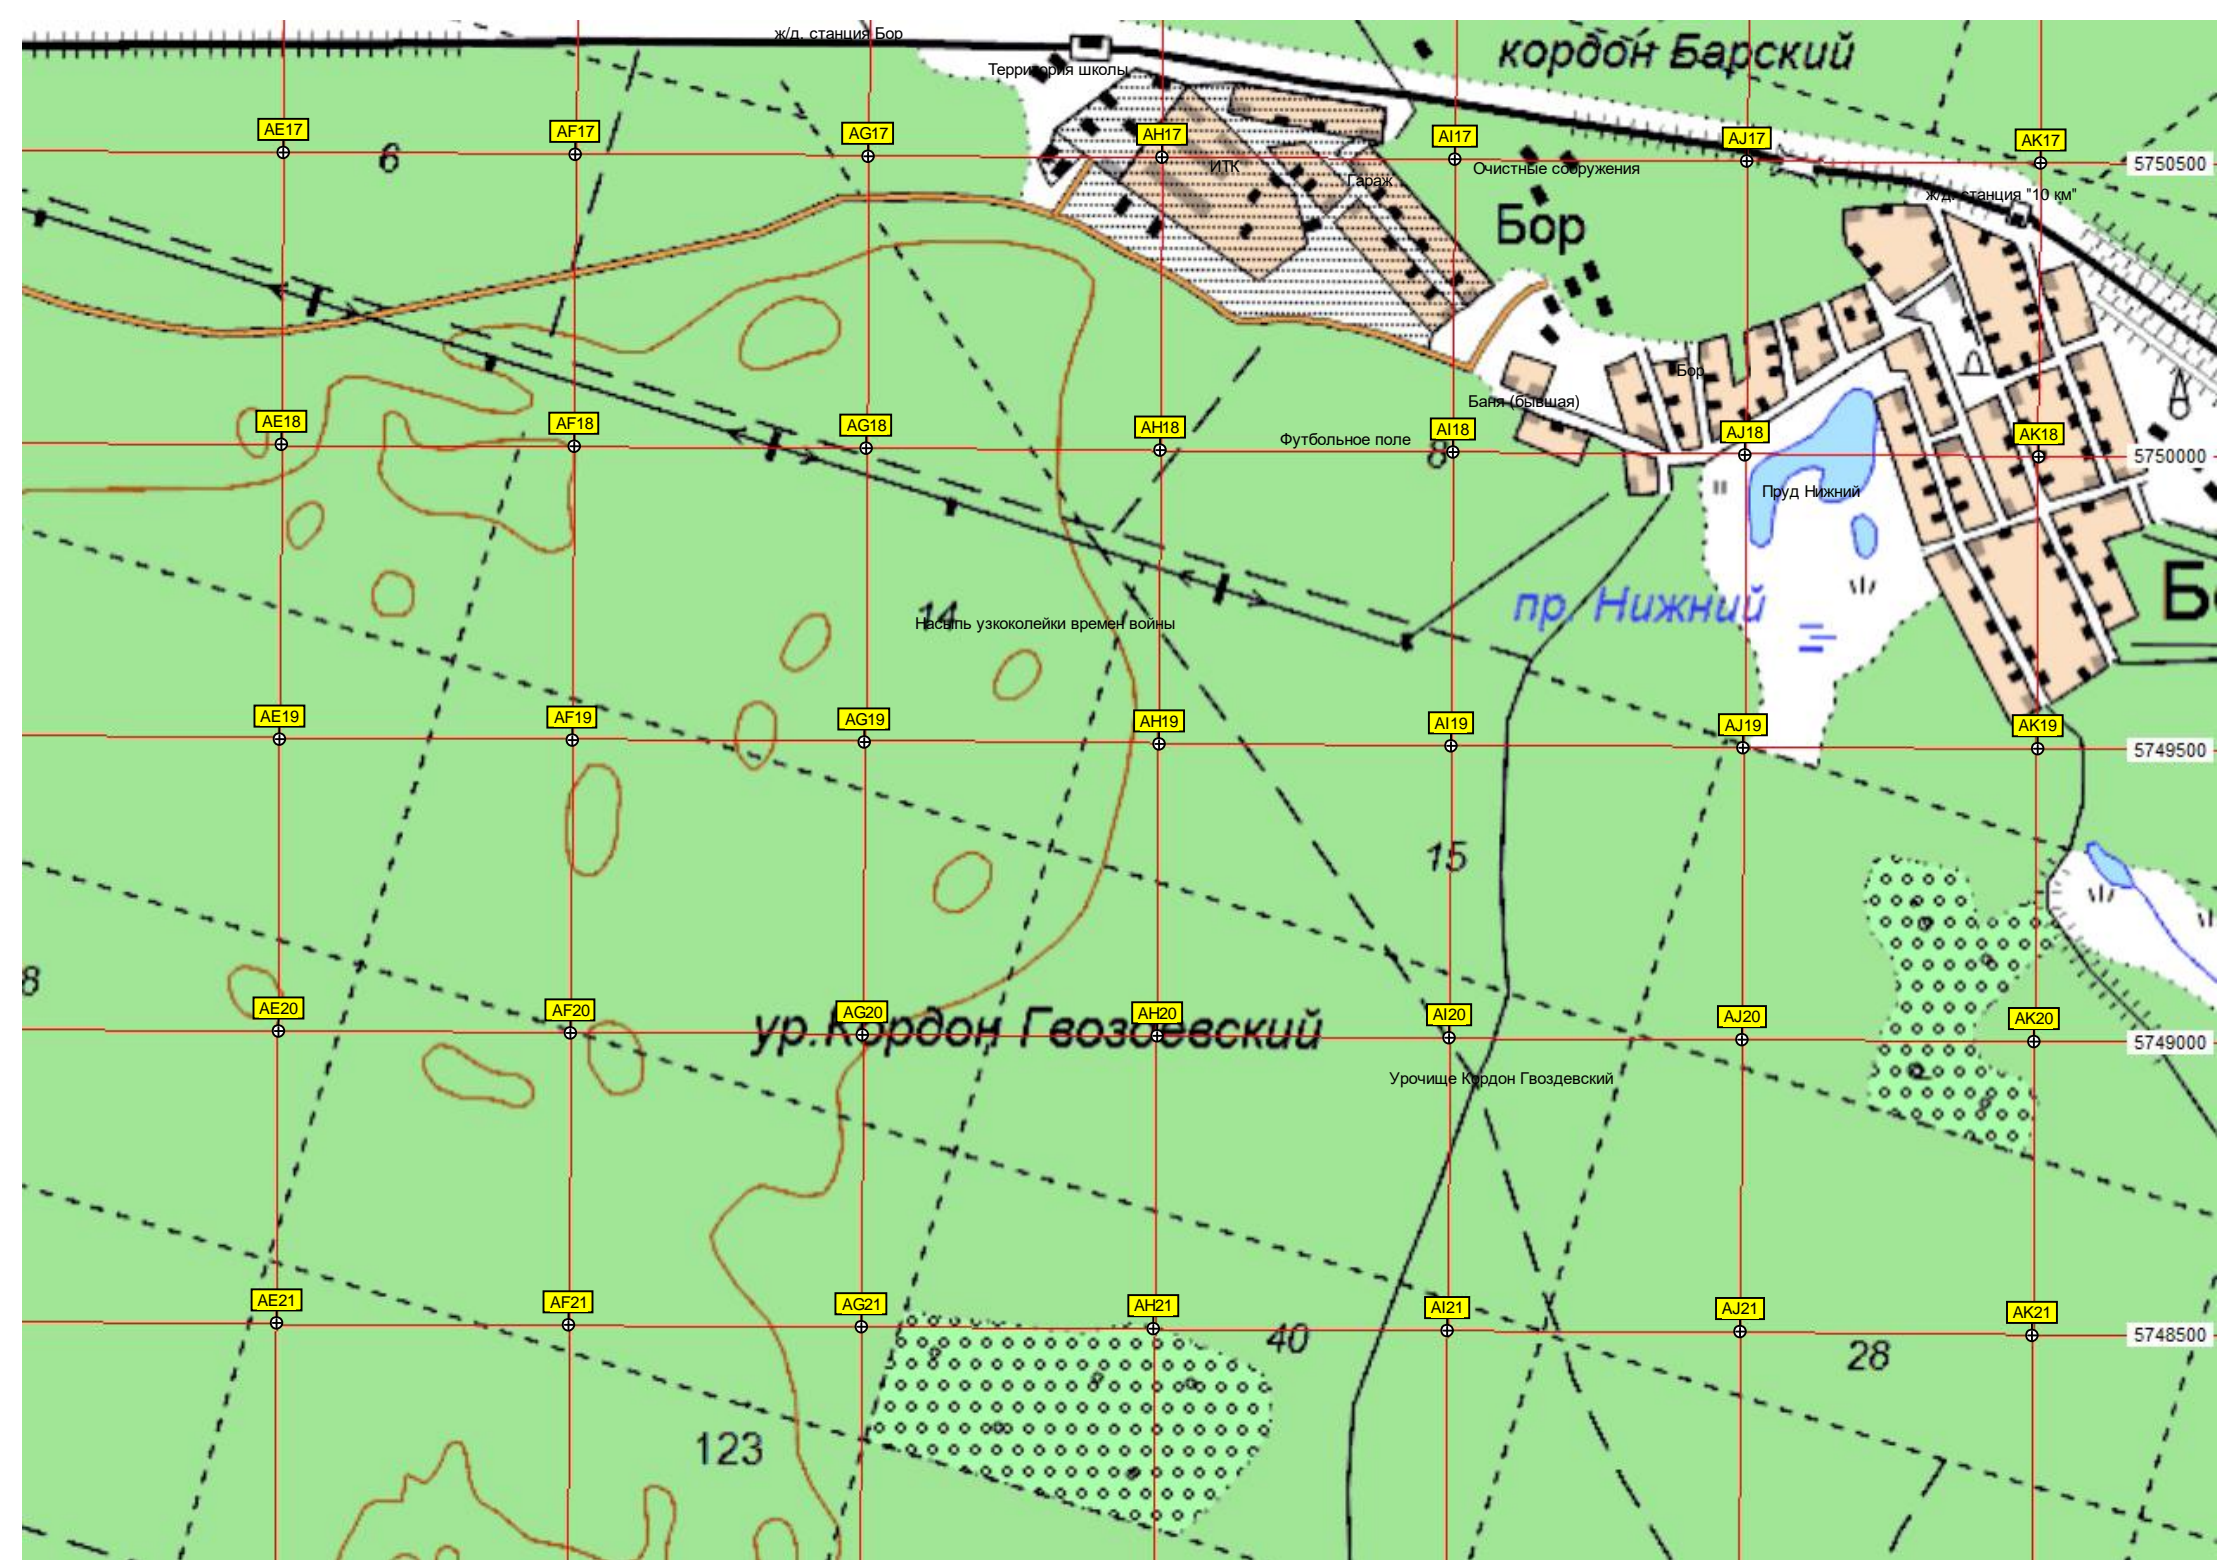 ж/д. станция Бор
кордон Барский
Территория школы
AE17
AF17
AG17
AH17
AI17
AJ17
AK17
6
ИТК
Гараж
Очистные сооружения
5750500
ж/д. станция "10 км"
Бор
Бор
Баня (бывшая)
AE18
AF18
AG18
AH18
Футбольное поле
AI18
8
AJ18
AK18
5750000
Пруд Нижний
пр. Нижний
14
Насыпь узкоколейки времен войны
AE19
AF19
AG19
AH19
AI19
AJ19
AK19
5749500
15
8
AE20
AF20
AG20
AH20
AI20
AJ20
AK20
ур.Кордон Гвоздевский
5749000
Урочище Кордон Гвоздевский
AE21
AF21
AG21
AH21
AI21
AJ21
AK21
40
5748500
28
123